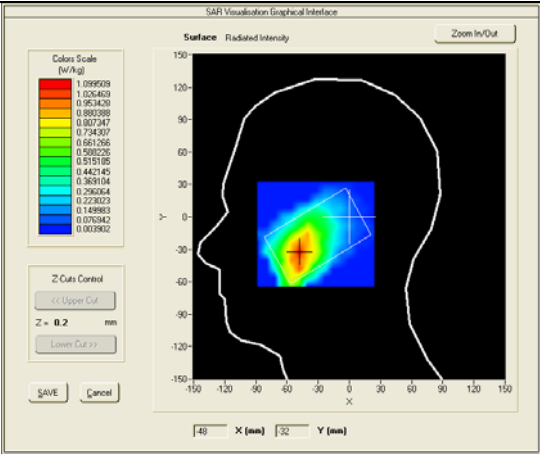 SAR Visualisation Graphical Interface
Surface Radiated Intensity
Zoom In/Out
Colors Scale
(W/kg)
1.099509
1.026469
0.953428
0.880388
0.807347
0.734307
0.661266
0.588226
0.515185
0.442145
0.369104
0.296064
0.223023
0.149983
0.076942
0.003902
Z-Cuts Control
<< Upper Cut
Z = 0.2 mm
Lower Cut >>
SAVE Cancel
150
120
90
60
30
0
-30
-60
-90
-120
-150
Y
-150 -120 -90 -60 -30 0 30 60 90 120 150
X
-48 X (mm) -32 Y (mm)